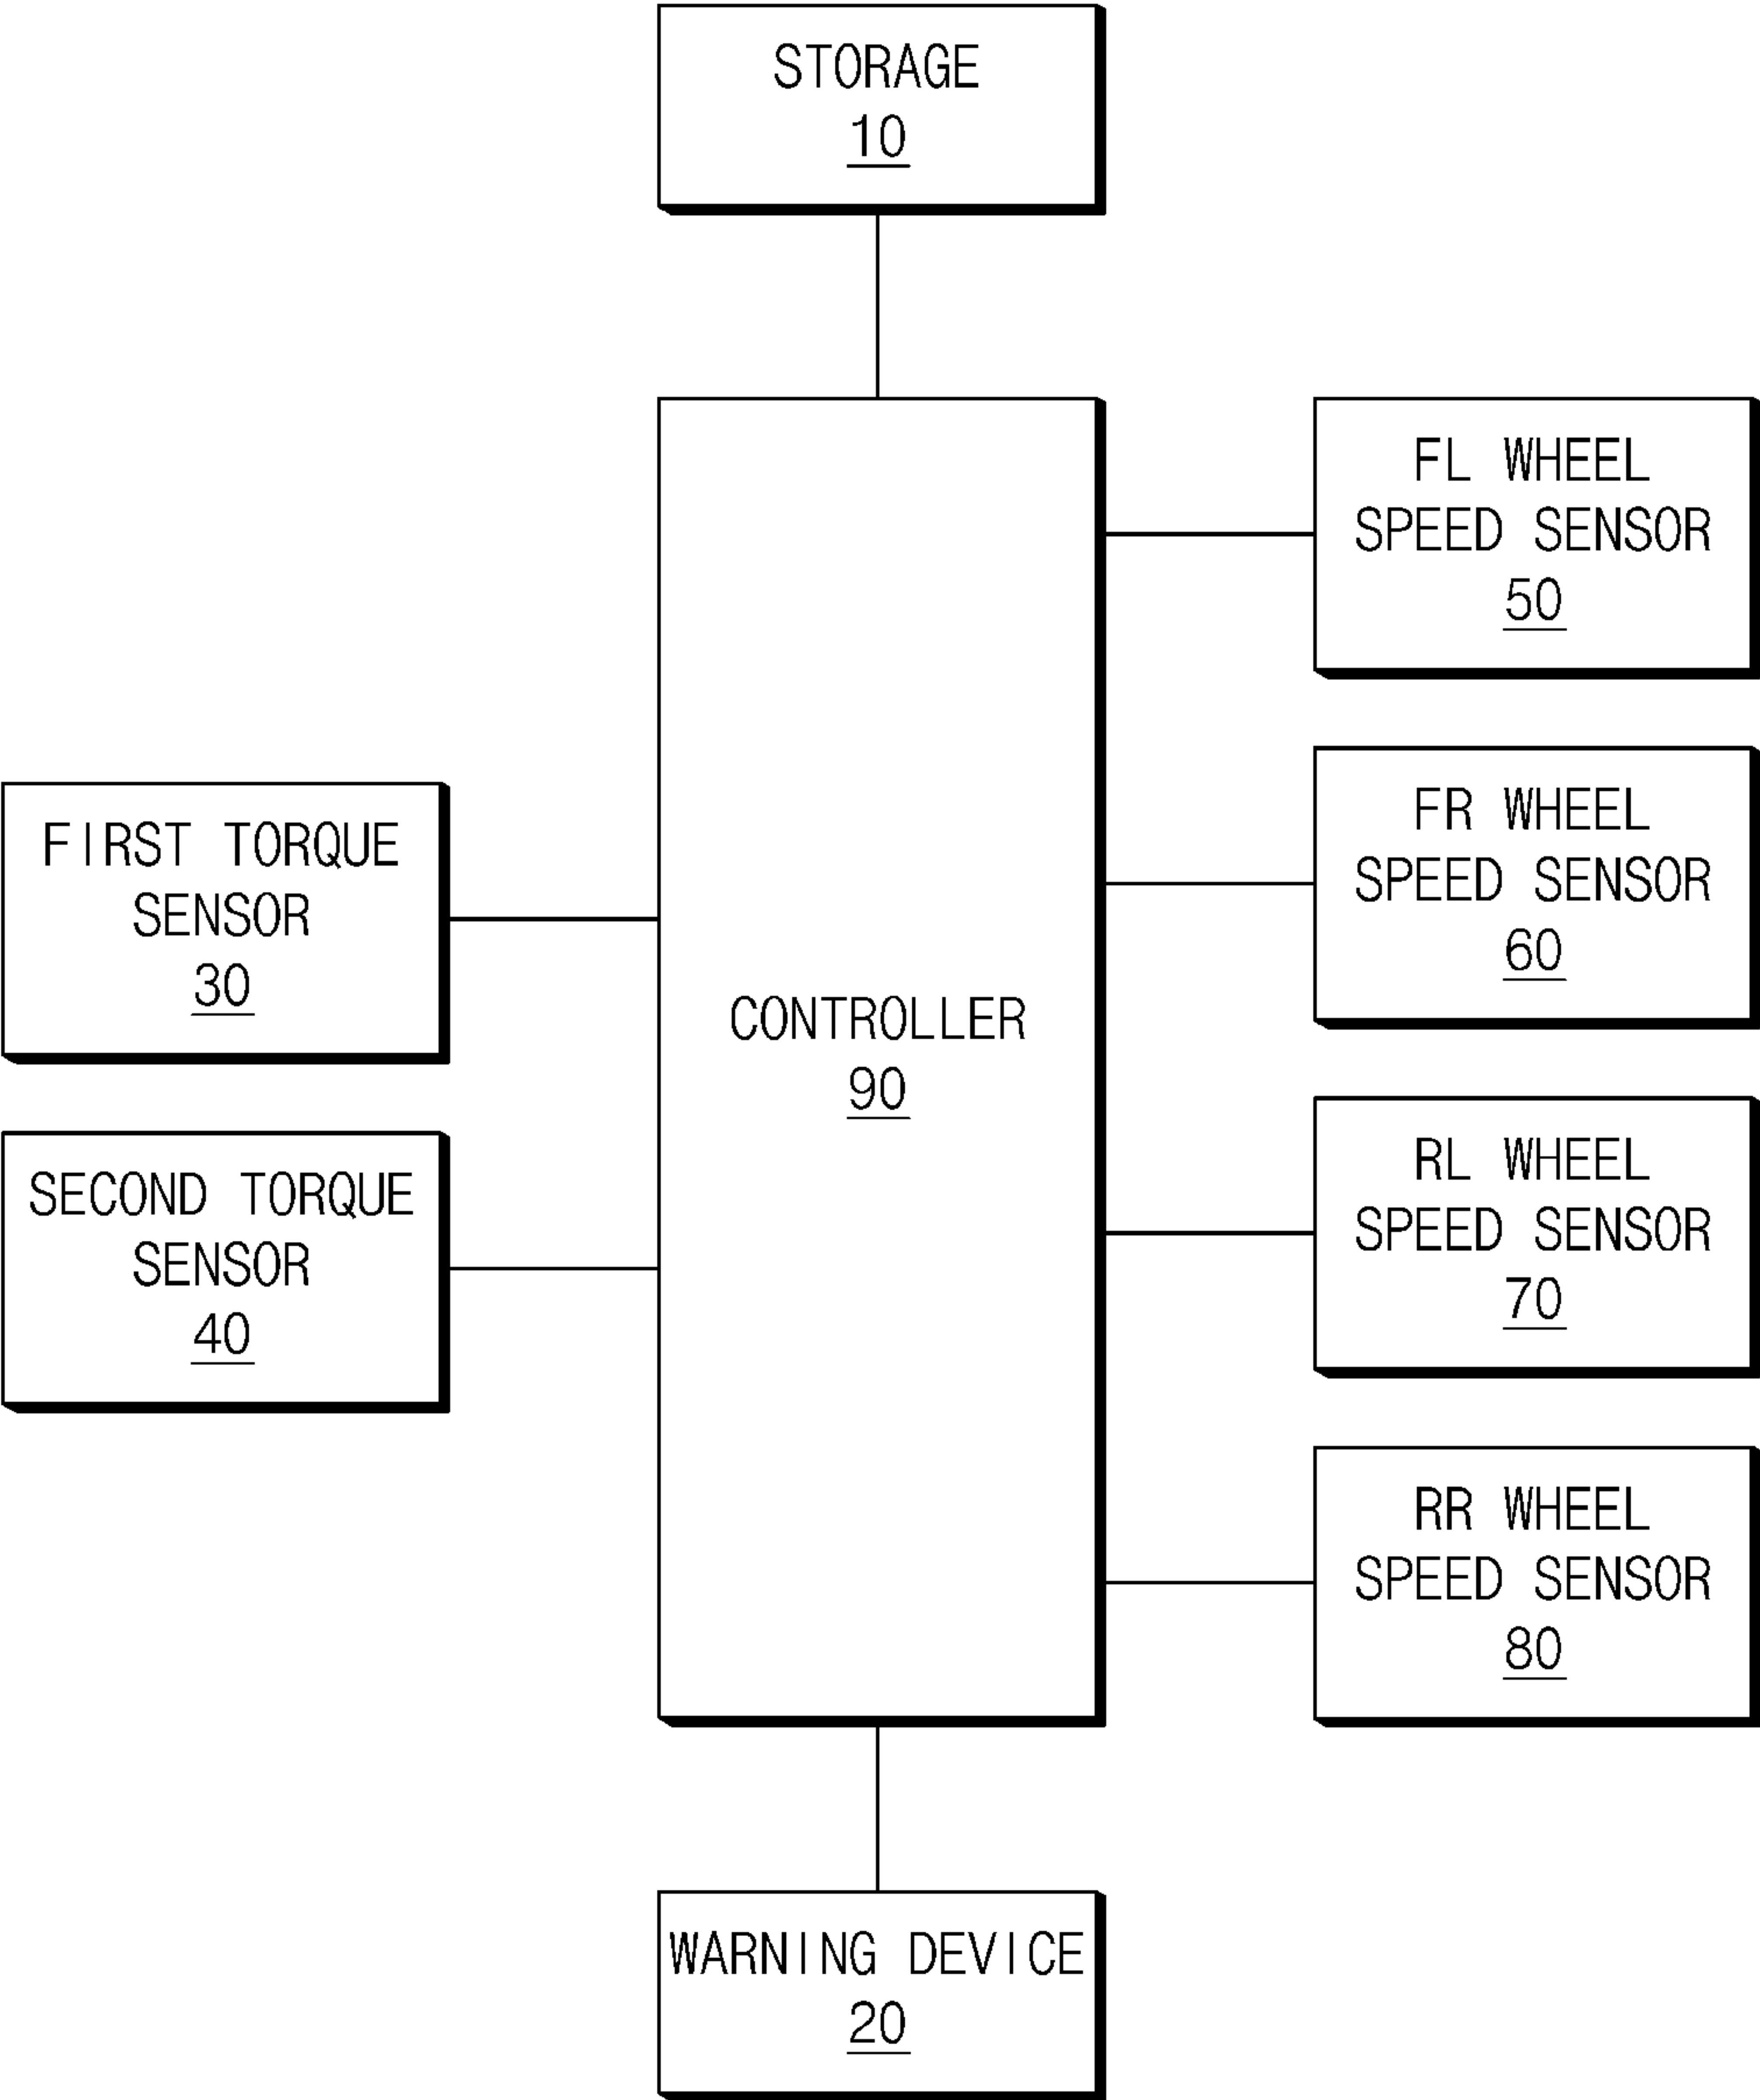 STORAGE
10
FL WHEEL
SPEED SENSOR
50
FR WHEEL
SPEED SENSOR
60
FIRST TORQUE
SENSOR
30
CONTROLLER
90
SECOND TORQUE
SENSOR
40
RL WHEEL
SPEED SENSOR
70
RR WHEEL
SPEED SENSOR
80
WARNING DEVICE
20